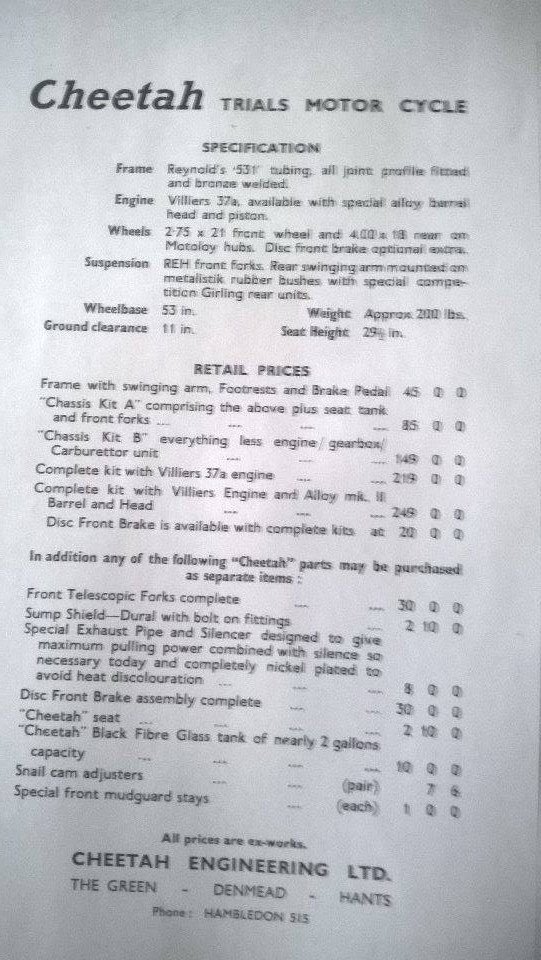 Cheetah TRIALS MOTOR CYCLE
SPECIFICATION
Frame Reynold's '531' tubing, all joint profile fitted
and bronze welded.
Engine Villiers 37a, available with special alloy barrel
head and piston.
Wheels 2·75 x 21 front wheel and 4.00 x 18 rear on
Motoloy hubs. Disc front brake optional extra.
Suspension REH front forks. Rear swinging arm mounted on
metalistik rubber bushes with special compe-
tition Girling rear units.
Wheelbase 53 in. Weight Approx. 200 lbs.
Ground clearance 11 in. Seat Height 29½ in.
RETAIL PRICES
Frame with swinging arm, Footrests and Brake Pedal 45 0 0
"Chassis Kit A" comprising the above plus seat tank
and front forks .... .... .... .... 85 0 0
"Chassis Kit B" everything less engine/gearbox/
Carburettor unit .... .... .... 149 0 0
Complete kit with Villiers 37a engine .... .... 219 0 0
Complete kit with Villiers Engine and Alloy mk. II
Barrel and Head .... .... .... 249 0 0
Disc Front Brake is available with complete kits at 20 0 0
In addition any of the following "Cheetah" parts may be purchased
as separate items :
Front Telescopic Forks complete .... .... 30 0 0
Sump Shield—Dural with bolt on fittings .... 2 10 0
Special Exhaust Pipe and Silencer designed to give
maximum pulling power combined with silence so
necessary today and completely nickel plated to
avoid heat discolouration .... .... .... 8 0 0
Disc Front Brake assembly complete .... .... 30 0 0
"Cheetah" seat .... .... .... .... 2 10 0
"Cheetah" Black Fibre Glass tank of nearly 2 gallons
capacity .... .... .... .... 10 0 0
Snail cam adjusters .... .... (pair) 7 6
Special front mudguard stays .... (each) 1 0 0
All prices are ex-works.
CHEETAH ENGINEERING LTD.
THE GREEN - DENMEAD - HANTS
Phone : HAMBLEDON 515